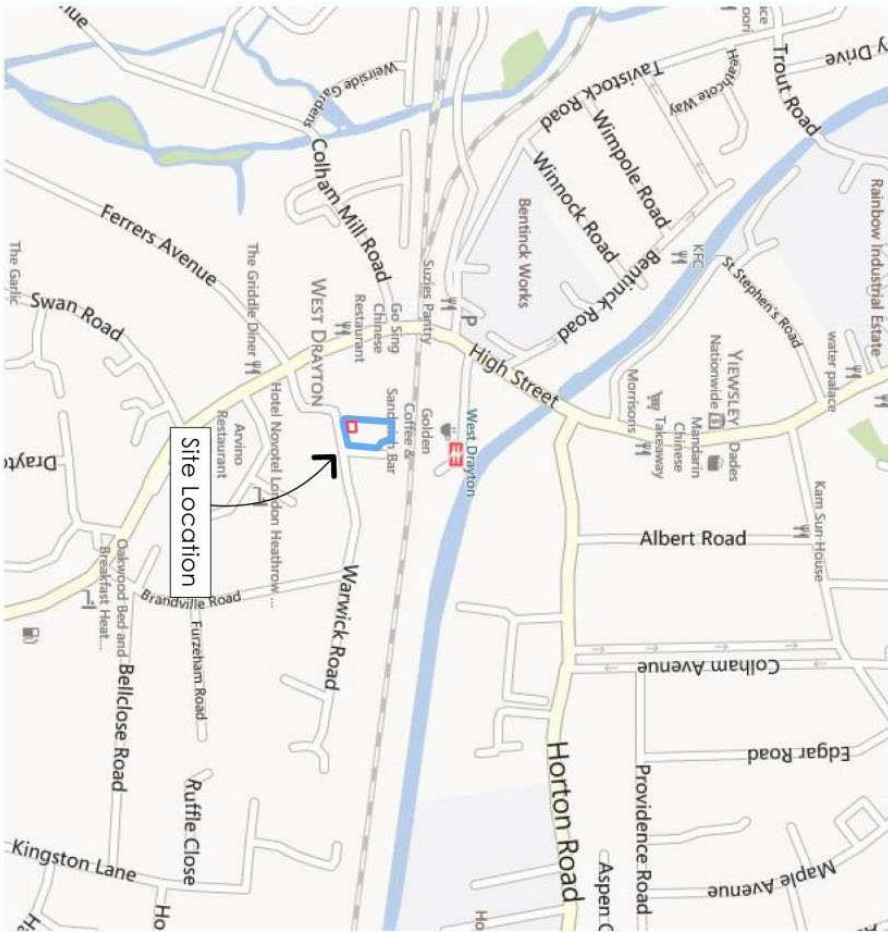 Rainbow Industrial Estate
y Drive
water palace
Kam Sun House
Maple Avenue
Edgar Road
Trout Road
St Stephen's Road
Colham Avenue
Heathcote Way
YIEWSLEY
Dades
Nationwide
Mandarin
Chinese
Takeaway
KFC
Albert Road
Tavistock Road
Morrisons
Providence Road
Wimpole Road
Bentinck Road
Winnock Road
Aspen
Horton Road
High Street
Bentinck Works
P
West Drayton
Ho
Golden
Coffee &
Sandwich Bar
Suzies Pantry
Go Sing
Chinese
Restaurant
Weirside Gardens
Colham Mill Road
WEST DRAYTON
Warwick Road
Hotel Novotel London Heathrow ...
The Griddle Diner
Arvino
Restaurant
Site Location
Brandville Road
Furzeham Road
Ruffle Close
Ferrers Avenue
Swan Road
Oakwood Bed and
Breakfast Heat...
Bellclose Road
Ho
Drayto
Kingston Lane
The Garlic